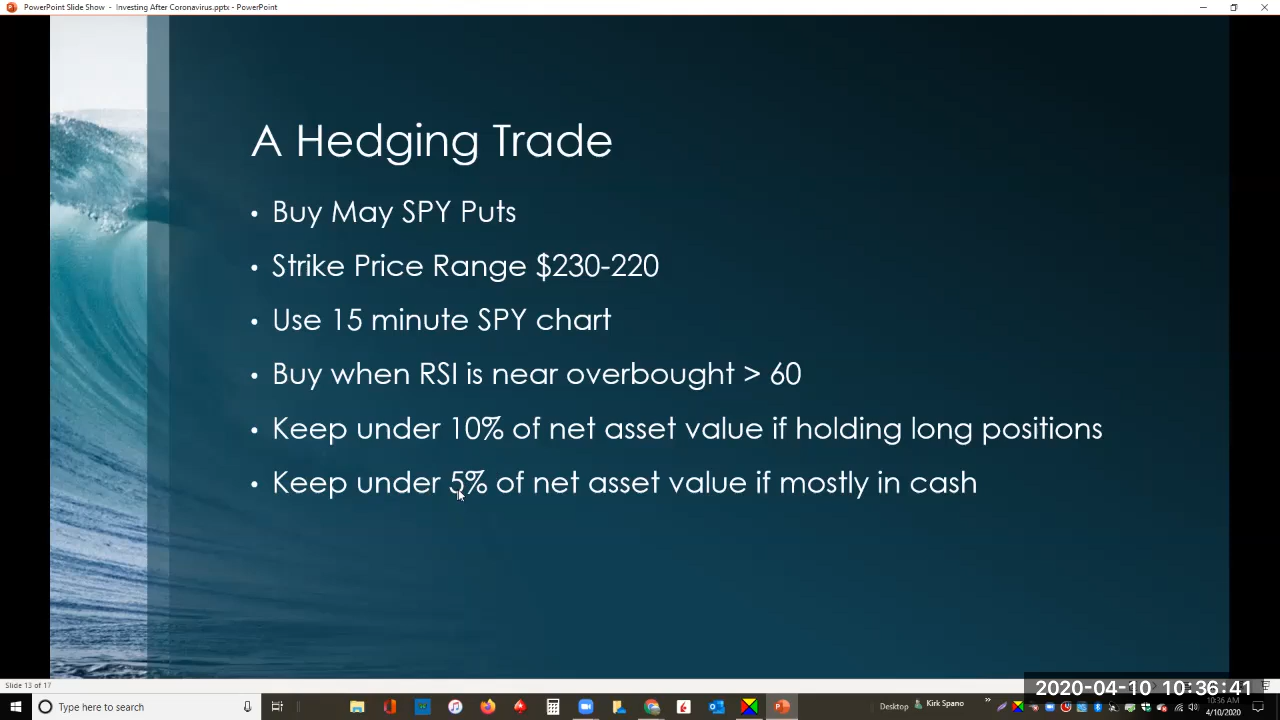 PowerPoint Slide Show - Investing After Coronavirus.pptx - PowerPoint
A Hedging Trade
• Buy May SPY Puts
• Strike Price Range $230-220
• Use 15 minute SPY chart
• Buy when RSI is near overbought > 60
• Keep under 10% of net asset value if holding long positions
• Keep under 5% of net asset value if mostly in cash
Slide 13 of 17
2020-04-10 10:36:41
Type here to search
Desktop
Kirk Spano
10:36 AM
4/10/2020